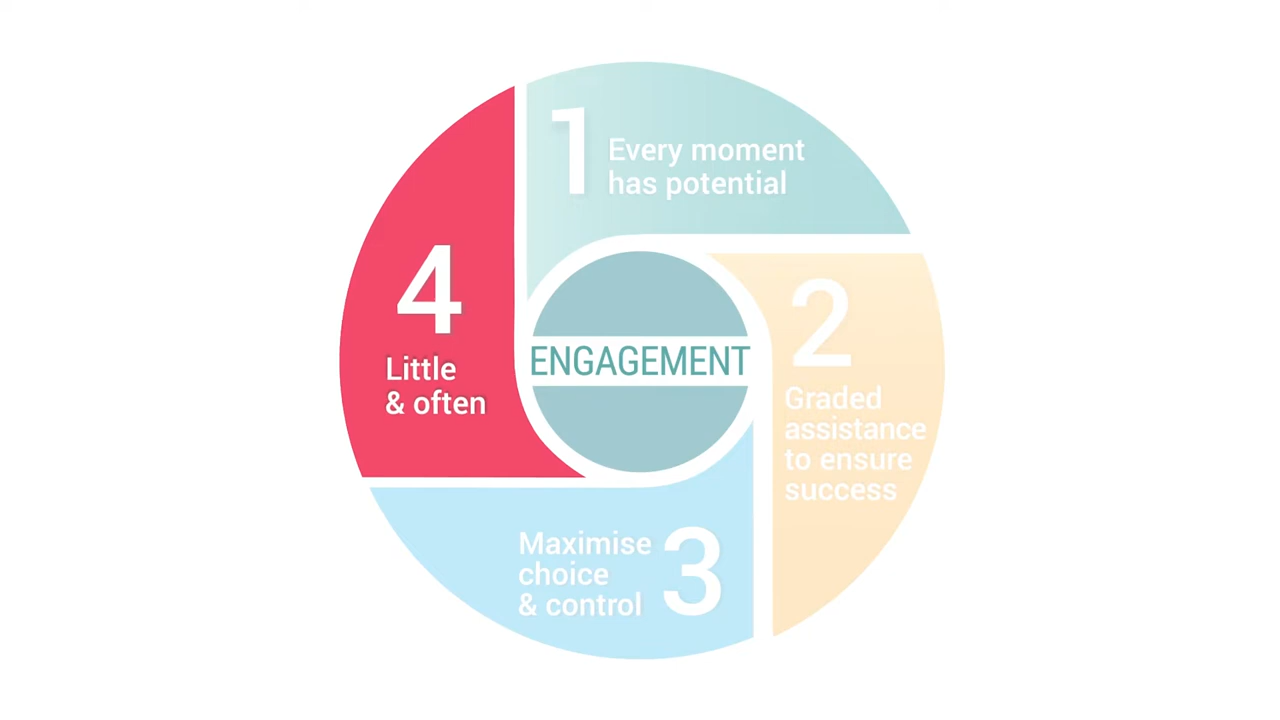 1
Every moment
has potential
2
Graded
assistance
to ensure
success
3
Maximise
choice
& control
4
Little
& often
ENGAGEMENT